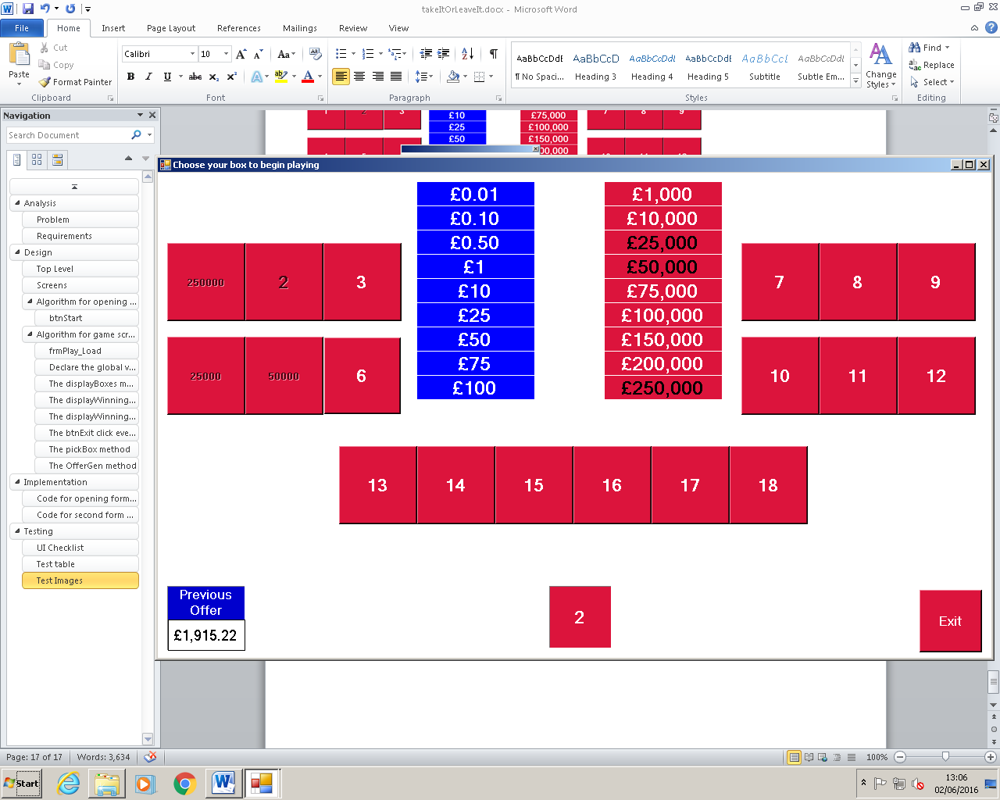 takeItOrLeaveIt.docx - Microsoft Word
File Home Insert Page Layout References Mailings Review View
Paste
Cut
Copy
Format Painter
Clipboard
Calibri 10
Font
Paragraph
AaBbCcDdE AaBbCcD AaBbCcDdE AaBbCcDdE AaBbCcI AaBbCcDdE
¶ No Spaci... Heading 3 Heading 4 Heading 5 Subtitle Subtle Em...
Styles
Change
Styles
Find
Replace
Select
Editing
Navigation
Search Document
Analysis
Problem
Requirements
Design
Top Level
Screens
Algorithm for opening ...
btnStart
Algorithm for game scr...
frmPlay_Load
Declare the global v...
The displayBoxes m...
The displayWinning...
The displayWinning...
The btnExit click eve...
The pickBox method
The OfferGen method
Implementation
Code for opening form...
Code for second form ...
Testing
UI Checklist
Test table
Test Images
£10 £75,000
£25 £100,000
£50 £150,000
Choose your box to begin playing
£0.01 £1,000
£0.10 £10,000
£0.50 £25,000
£1 £50,000
£10 £75,000
£25 £100,000
£50 £150,000
£75 £200,000
£100 £250,000
250000 2 3
25000 50000 6
7 8 9
10 11 12
13 14 15 16 17 18
Previous
Offer
£1,915.22
2
Exit
Page: 17 of 17 Words: 3,634
100%
Start
13:06
02/06/2016